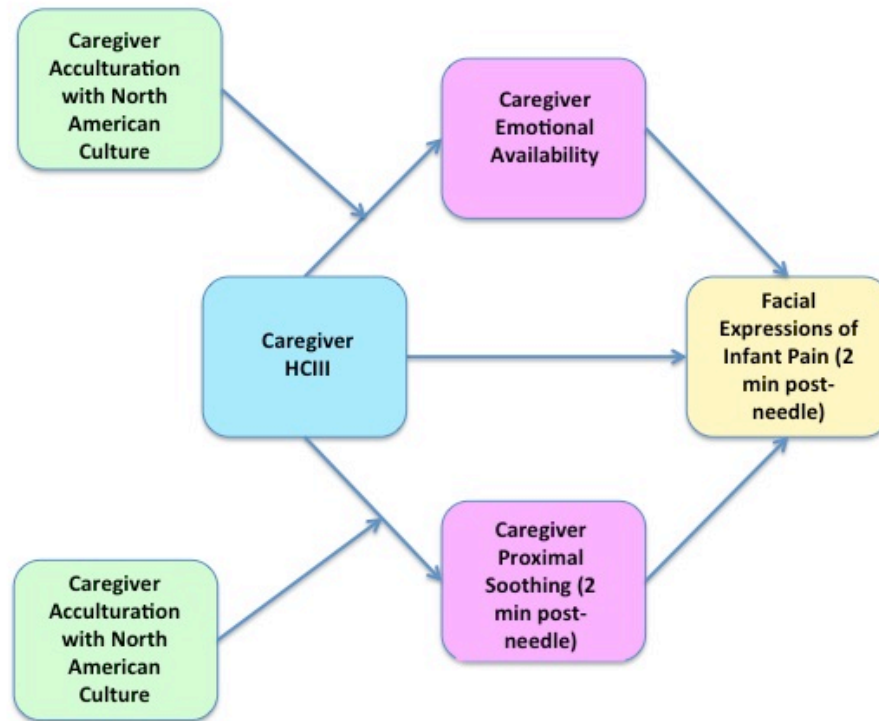 Caregiver
Acculturation
with North
American
Culture
Caregiver
Emotional
Availability
Caregiver
HCIII
Facial
Expressions of
Infant Pain (2
min post-
needle)
Caregiver
Proximal
Soothing (2
min post-
needle)
Caregiver
Acculturation
with North
American
Culture